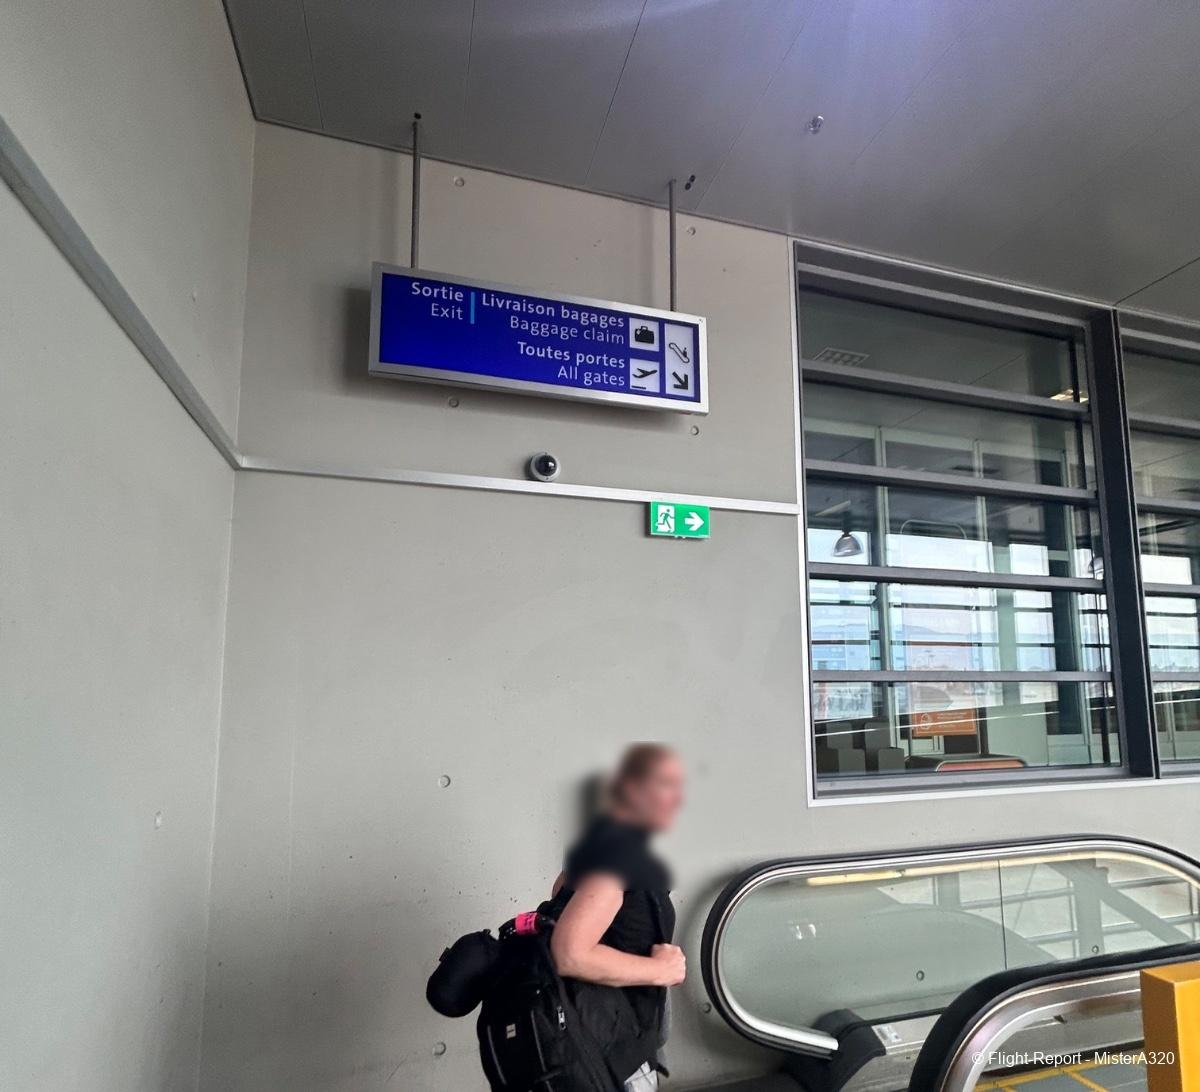 Sortie
Exit
Livraison bagages
Baggage claim
Toutes portes
All gates
© Flight-Report - MisterA320